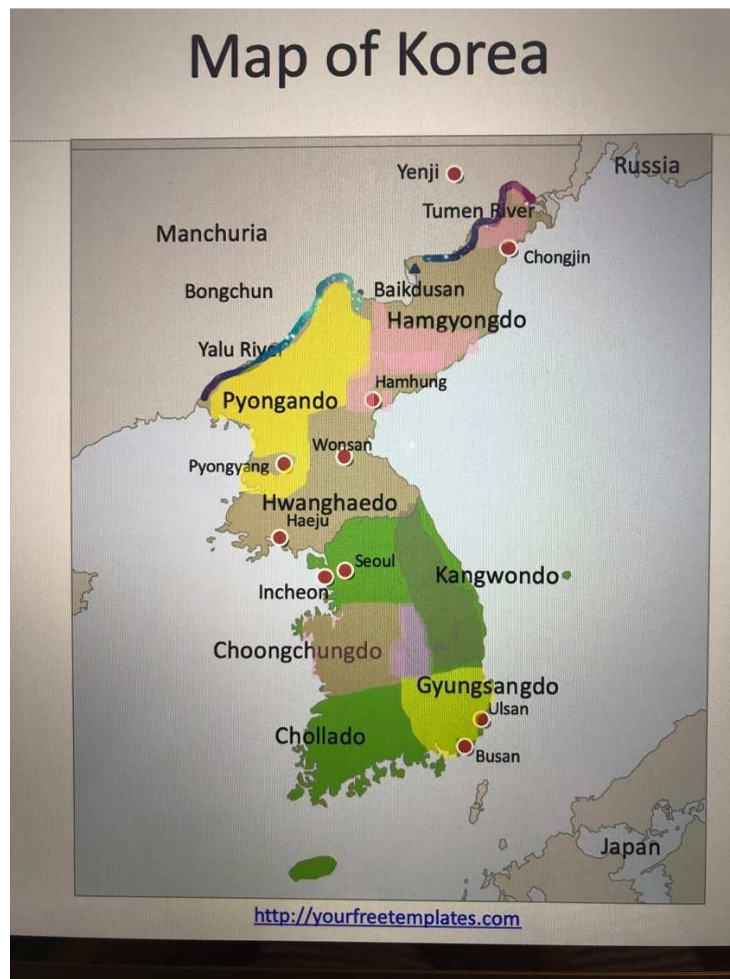 Map of Korea
Yenji
Russia
Tumen River
Manchuria
Chongjin
Bongchun
Baikdusan
Hamgyongdo
Yalu River
Hamhung
Pyongando
Wonsan
Pyongyang
Hwanghaedo
Haeju
Seoul
Kangwondo
Incheon
Choongchungdo
Gyungsangdo
Ulsan
Chollado
Busan
Japan
http://yourfreetemplates.com